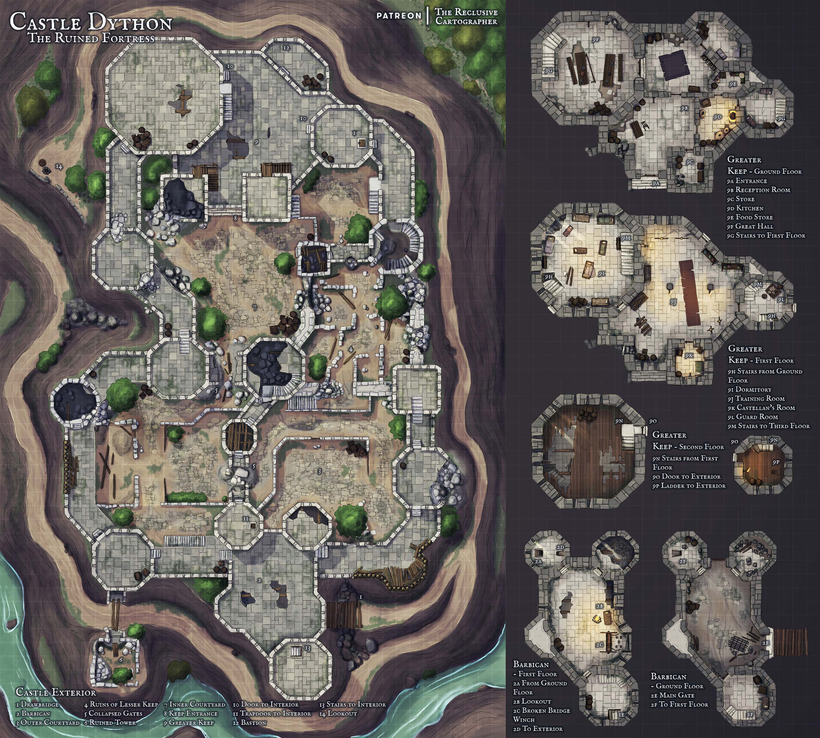 Castle Dython
The Ruined Fortress
PATREON | The Reclusive
Cartographer
Castle Exterior
1 Drawbridge
2 Barbican
3 Outer Courtyard
4 Ruins of Lesser Keep
5 Collapsed Gates
6 Ruined Tower
7 Inner Courtyard
8 Keep Entrance
9 Greater Keep
10 Door to Interior
11 Trapdoor to Interior
12 Bastion
13 Stairs to Interior
14 Lookout
Greater
Keep - Ground Floor
9A Entrance
9B Reception Room
9C Store
9D Kitchen
9E Food Store
9F Great Hall
9G Stairs to First Floor
Greater
Keep - First Floor
9H Stairs from Ground
Floor
9I Dormitory
9J Training Room
9K Castellan's Room
9L Guard Room
9M Stairs to Third Floor
Greater
Keep - Second Floor
9N Stairs from First
Floor
9O Door to Exterior
9P Ladder to Exterior
Barbican
- First Floor
2A From Ground
Floor
2B Lookout
2C Broken Bridge
Winch
2D To Exterior
Barbican
- Ground Floor
2E Main Gate
2F To First Floor